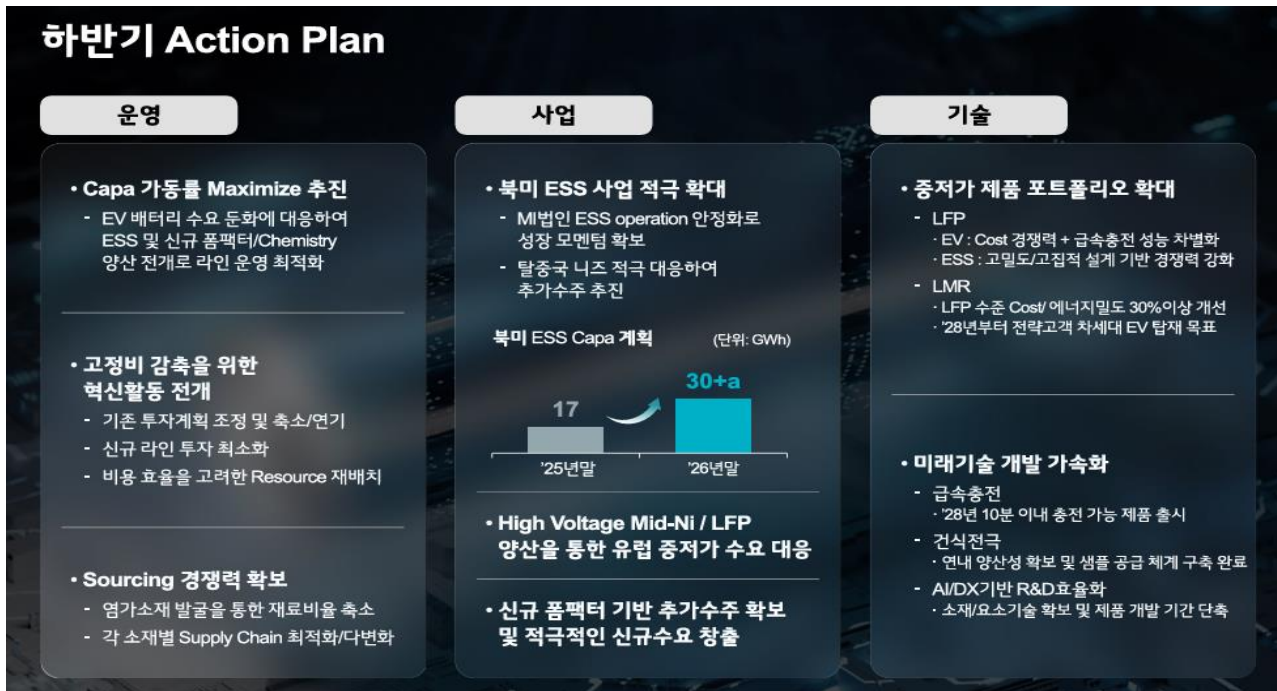 하반기 Action Plan
운영
• Capa 가동률 Maximize 추진
- EV 배터리 수요 둔화에 대응하여
ESS 및 신규 폼팩터/Chemistry
양산 전개로 라인 운영 최적화
• 고정비 감축을 위한
혁신활동 전개
- 기존 투자계획 조정 및 축소/연기
- 신규 라인 투자 최소화
- 비용 효율을 고려한 Resource 재배치
• Sourcing 경쟁력 확보
- 염가소재 발굴을 통한 재료비율 축소
- 각 소재별 Supply Chain 최적화/다변화
사업
• 북미 ESS 사업 적극 확대
- MI법인 ESS operation 안정화로
성장 모멘텀 확보
- 탈중국 니즈 적극 대응하여
추가수주 추진
북미 ESS Capa 계획 (단위: GWh)
17
30+a
'25년말
'26년말
• High Voltage Mid-Ni / LFP
양산을 통한 유럽 중저가 수요 대응
• 신규 폼팩터 기반 추가수주 확보
및 적극적인 신규수요 창출
기술
• 중저가 제품 포트폴리오 확대
- LFP
· EV : Cost 경쟁력 + 급속충전 성능 차별화
· ESS : 고밀도/고집적 설계 기반 경쟁력 강화
- LMR
· LFP 수준 Cost/ 에너지밀도 30%이상 개선
· '28년부터 전략고객 차세대 EV 탑재 목표
• 미래기술 개발 가속화
- 급속충전
· '28년 10분 이내 충전 가능 제품 출시
- 건식전극
· 연내 양산성 확보 및 샘플 공급 체계 구축 완료
- AI/DX기반 R&D효율화
· 소재/요소기술 확보 및 제품 개발 기간 단축